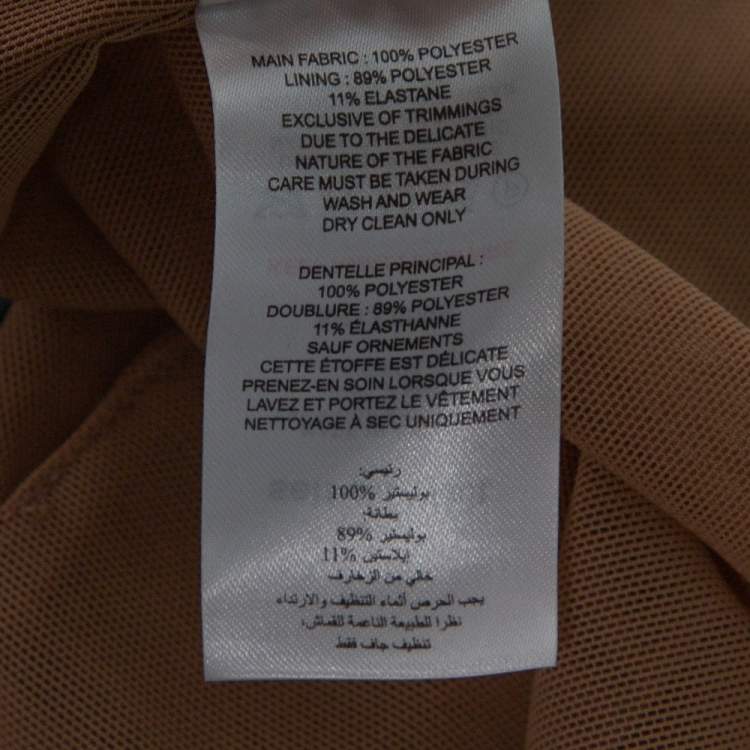 MAIN FABRIC : 100% POLYESTER
LINING : 89% POLYESTER
11% ELASTANE
EXCLUSIVE OF TRIMMINGS
DUE TO THE DELICATE
NATURE OF THE FABRIC
CARE MUST BE TAKEN DURING
WASH AND WEAR
DRY CLEAN ONLY
DENTELLE PRINCIPAL :
100% POLYESTER
DOUBLURE : 89% POLYESTER
11% ÉLASTHANNE
SAUF ORNEMENTS
CETTE ÉTOFFE EST DÉLICATE
PRENEZ-EN SOIN LORSQUE VOUS
LAVEZ ET PORTEZ LE VÊTEMENT
NETTOYAGE À SEC UNIQUEMENT
رئيسي:
بوليستير 100%
بطانة:
بوليستير 89%
إيلاستين 11%
خالي من الزخارف
يجب الحرص أثناء التنظيف والارتداء
نظرا للطبيعة الناعمة للقماش؛
تنظيف جاف فقط